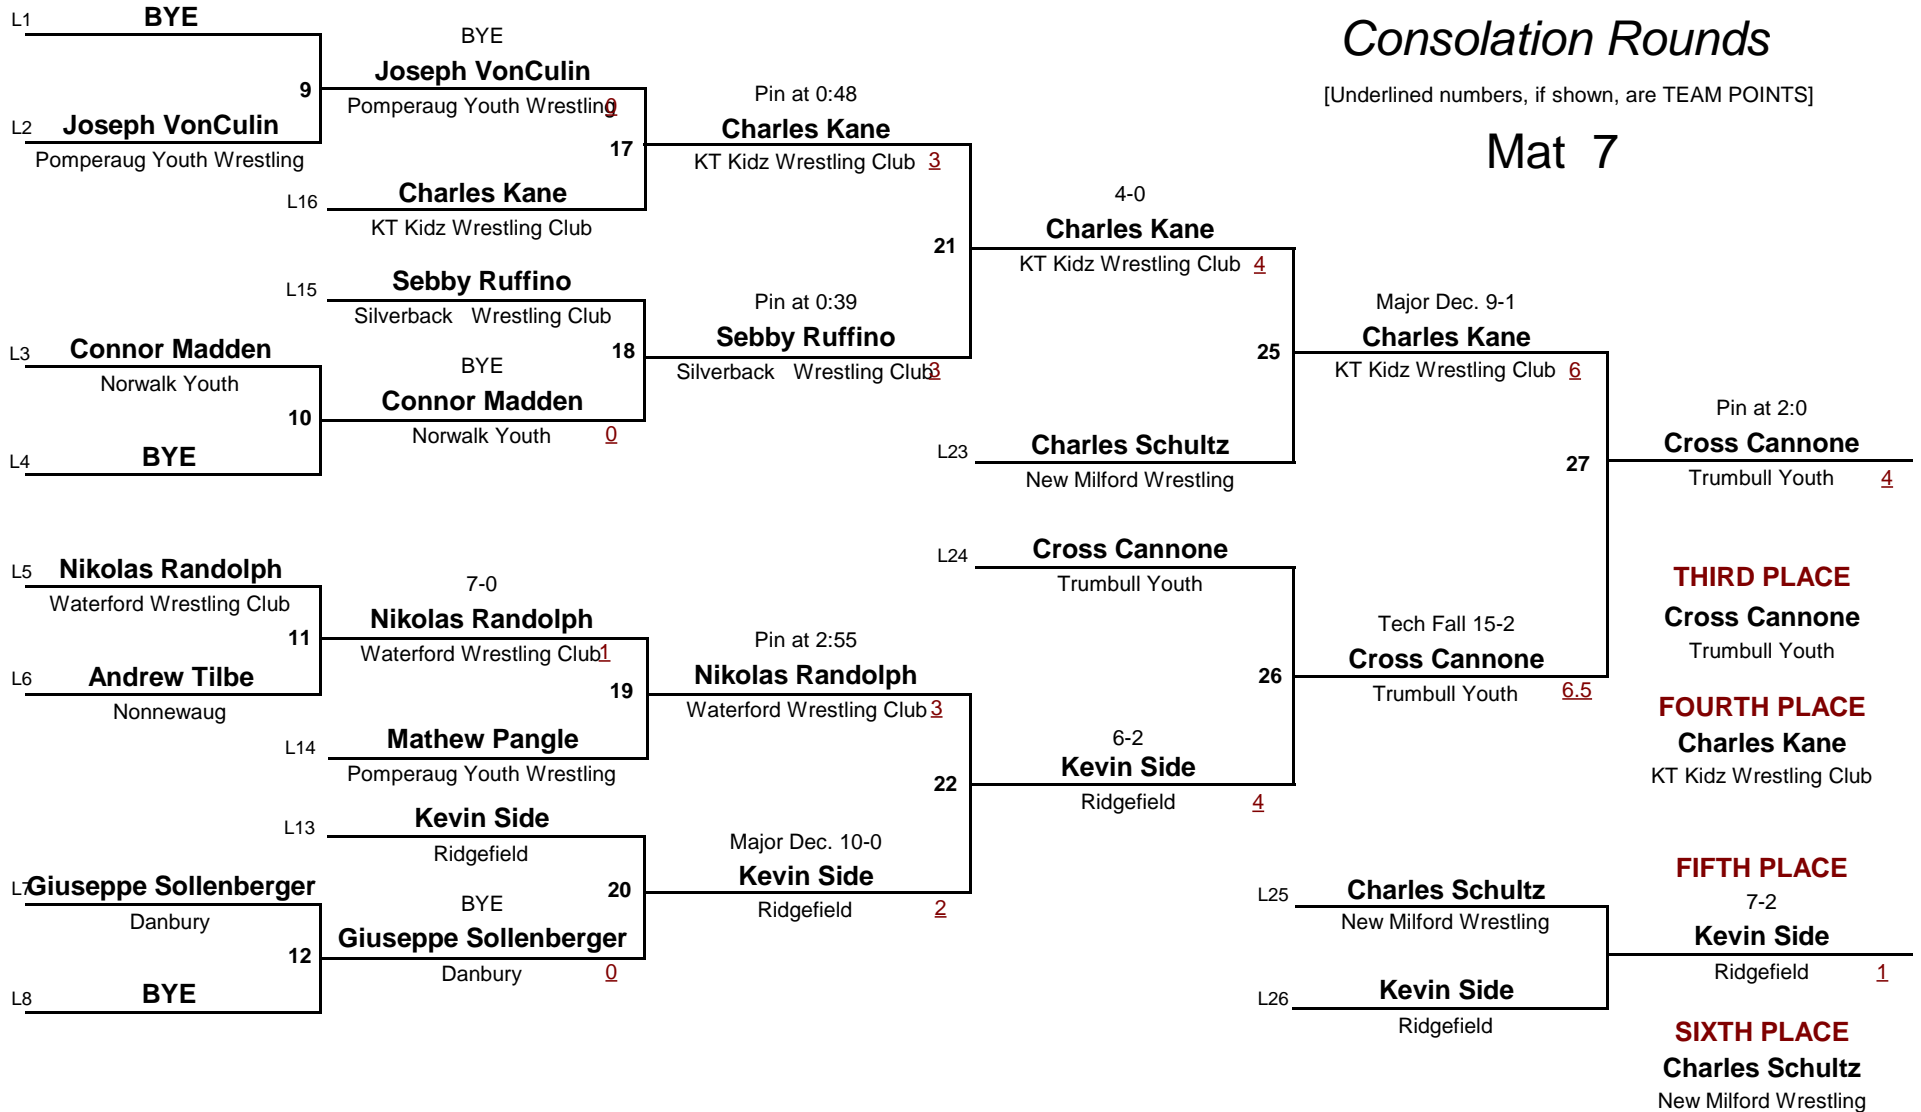 Consolation Rounds
[Underlined numbers, if shown, are TEAM POINTS]
Mat 7
L1 BYE
9
L2 Joseph VonCulin
Pomperaug Youth Wrestling
BYE
Joseph VonCulin
Pomperaug Youth Wrestling 0
17
L16 Charles Kane
KT Kidz Wrestling Club
Pin at 0:48
Charles Kane
KT Kidz Wrestling Club 3
21
L15 Sebby Ruffino
Silverback Wrestling Club
18
L3 Connor Madden
Norwalk Youth
10
L4 BYE
BYE
Connor Madden
Norwalk Youth 0
Pin at 0:39
Sebby Ruffino
Silverback Wrestling Club 3
4-0
Charles Kane
KT Kidz Wrestling Club 4
25
L23 Charles Schultz
New Milford Wrestling
Major Dec. 9-1
Charles Kane
KT Kidz Wrestling Club 6
27
Pin at 2:0
Cross Cannone
Trumbull Youth 4
L5 Nikolas Randolph
Waterford Wrestling Club
11
L6 Andrew Tilbe
Nonnewaug
7-0
Nikolas Randolph
Waterford Wrestling Club 1
19
L14 Mathew Pangle
Pomperaug Youth Wrestling
Pin at 2:55
Nikolas Randolph
Waterford Wrestling Club 3
22
L13 Kevin Side
Ridgefield
20
L7 Giuseppe Sollenberger
Danbury
12
L8 BYE
BYE
Giuseppe Sollenberger
Danbury 0
Major Dec. 10-0
Kevin Side
Ridgefield 2
L24 Cross Cannone
Trumbull Youth
26
6-2
Kevin Side
Ridgefield 4
Tech Fall 15-2
Cross Cannone
Trumbull Youth 6.5
THIRD PLACE
Cross Cannone
Trumbull Youth
FOURTH PLACE
Charles Kane
KT Kidz Wrestling Club
L25 Charles Schultz
New Milford Wrestling
L26 Kevin Side
Ridgefield
FIFTH PLACE
7-2
Kevin Side
Ridgefield 1
SIXTH PLACE
Charles Schultz
New Milford Wrestling